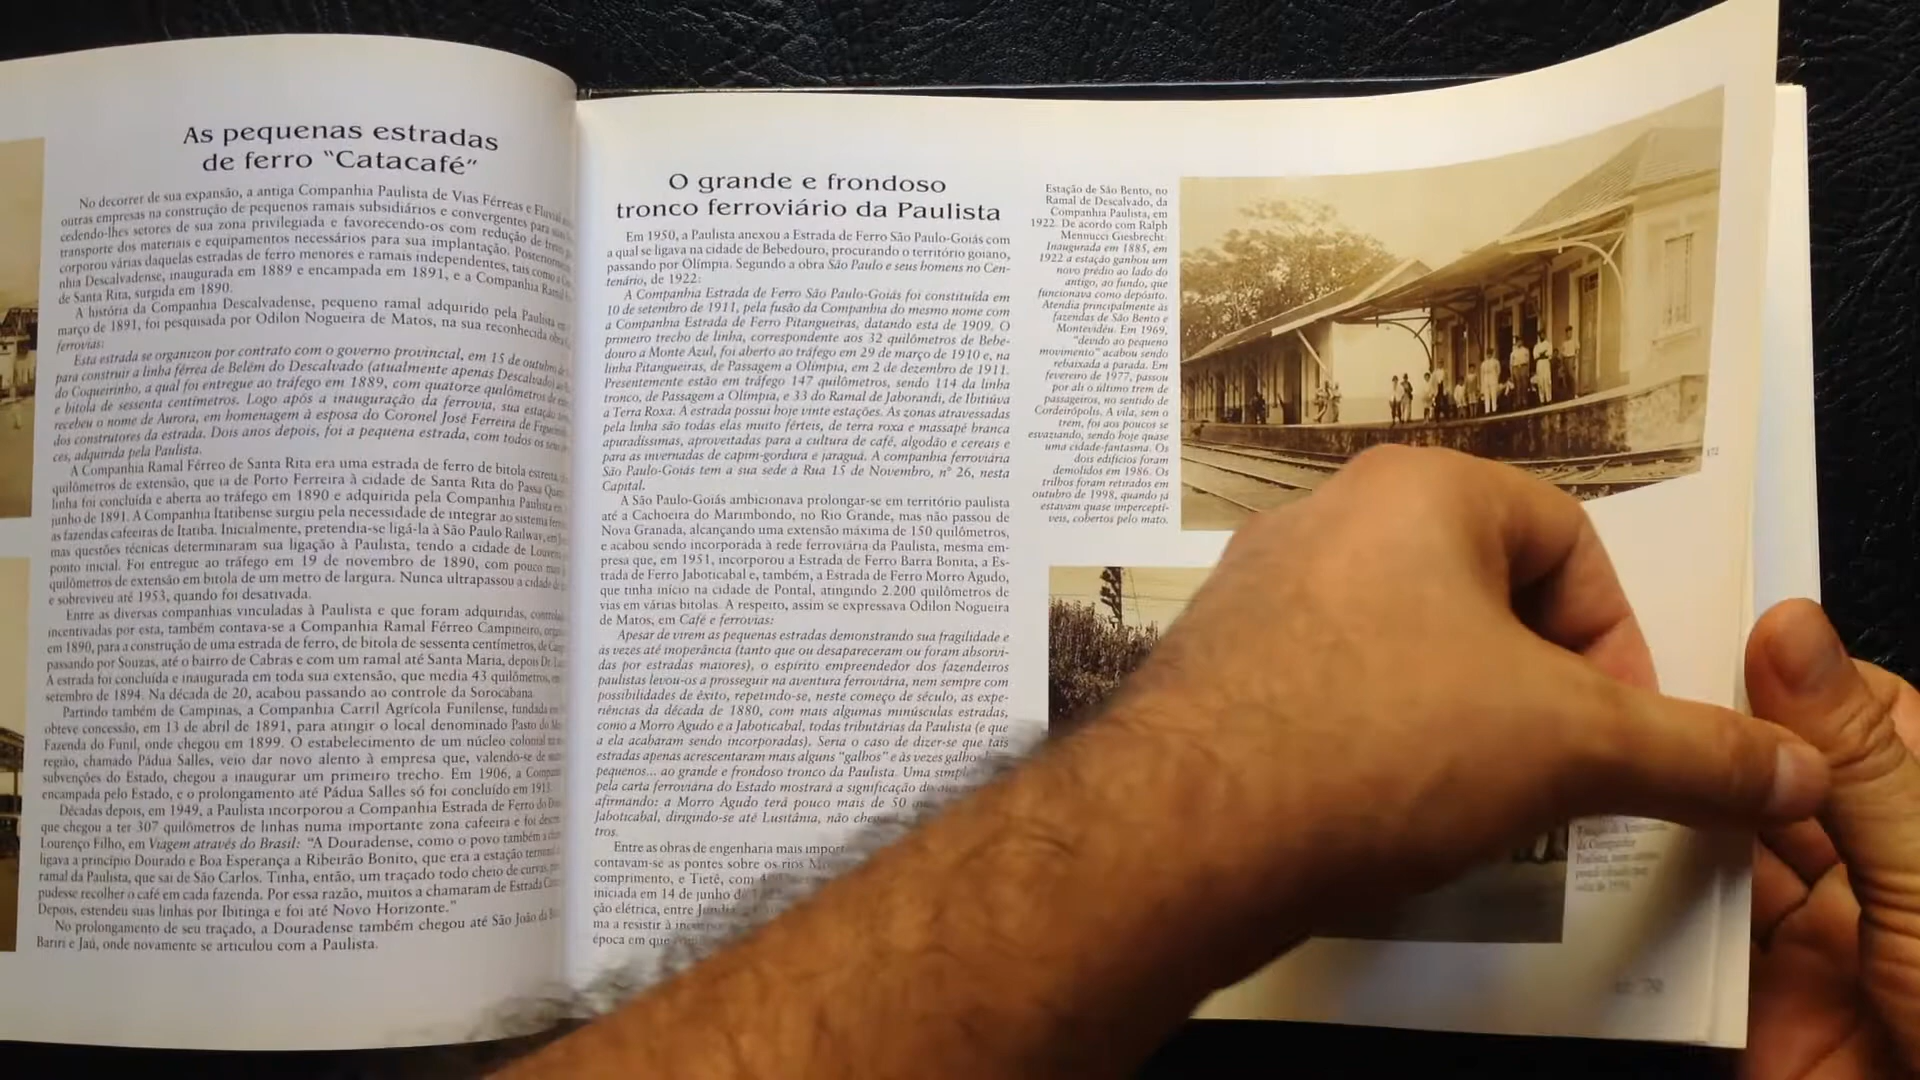 As pequenas estradas
de ferro “Catacafé”
No decorrer de sua expansão, a antiga Companhia Paulista de Vias Férreas e
outras empresas na construção de pequenos ramais subsidiários e convergentes para
cedendo-lhes setores de sua zona privilegiada e favorecendo-os com redução de
transporte dos materiais e equipamentos necessários para sua implantação.
corporou várias daquelas estradas de ferro menores e ramais independentes, tais como a
nhia Descalvadense, inaugurada em 1889 e encampada em 1891, e a Companhia
de Santa Rita, surgida em 1890.
A história da Companhia Descalvadense, pequeno ramal adquirido pela Paulista
março de 1891, foi pesquisada por Odilon Nogueira de Matos, na sua reconhecida
ferrovias:
Esta estrada se organizou por contrato com o governo provincial, em 15 de outubro
para construir a linha férrea de Belém do Descalvado (atualmente apenas Descalvado)
do Coqueirinho, a qual foi entregue ao tráfego em 1889, com quatorze quilômetros
e bitola de sessenta centímetros. Logo após a inauguração da ferrovia, sua
recebeu o nome de Aurora, em homenagem à esposa do Coronel José Ferreira de
dos construtores da estrada. Dois anos depois, foi a pequena estrada, com todos os
ces, adquirida pela Paulista.
A Companhia Ramal Férreo de Santa Rita era uma estrada de ferro de bitola estreita
quilômetros de extensão, que ia de Porto Ferreira à cidade de Santa Rita do Passa
linha foi concluída e aberta ao tráfego em 1890 e adquirida pela Companhia Paulista
junho de 1891. A Companhia Itatibense surgiu pela necessidade de integrar ao sistema
as fazendas cafeeiras de Itatiba. Inicialmente, pretendia-se ligá-la à São Paulo Railway,
mas questões técnicas determinaram sua ligação à Paulista, tendo a cidade de
ponto inicial. Foi entregue ao tráfego em 19 de novembro de 1890, com pouco
quilômetros de extensão em bitola de um metro de largura. Nunca ultrapassou a cidade
e sobreviveu até 1953, quando foi desativada.
Entre as diversas companhias vinculadas à Paulista e que foram adquiridas,
incentivadas por esta, também contava-se a Companhia Ramal Férreo Campineiro,
em 1890, para a construção de uma estrada de ferro, de bitola de sessenta centímetros,
passando por Souzas, até o bairro de Cabras e com um ramal até Santa Maria, depois
A estrada foi concluída e inaugurada em toda sua extensão, que media 43 quilômetros,
setembro de 1894. Na década de 20, acabou passando ao controle da Sorocabana
Partindo também de Campinas, a Companhia Carril Agrícola Funilense, fundada
obteve concessão, em 13 de abril de 1891, para atingir o local denominado Pasto do
Fazenda do Funil, onde chegou em 1899. O estabelecimento de um núcleo colonial
região, chamado Pádua Salles, veio dar novo alento à empresa que, valendo-se de
subvenções do Estado, chegou a inaugurar um primeiro trecho. Em 1906, a
encampada pelo Estado, e o prolongamento até Pádua Salles só foi concluído em
Décadas depois, em 1949, a Paulista incorporou a Companhia Estrada de Ferro do
que chegou a ter 307 quilômetros de linhas numa importante zona cafeeira e foi
Lourenço Filho, em Viagem através do Brasil: “A Douradense, como o povo também a
ligava a princípio Dourado e Boa Esperança a Ribeirão Bonito, que era a estação
ramal da Paulista, que sai de São Carlos. Tinha, então, um traçado todo cheio de curvas,
pudesse recolher o café em cada fazenda. Por essa razão, muitos a chamaram de Estrada
Depois, estendeu suas linhas por Ibitinga e foi até Novo Horizonte.”
No prolongamento de seu traçado, a Douradense também chegou até São João da
Bariri e Jaú, onde novamente se articulou com a Paulista.
O grande e frondoso
tronco ferroviário da Paulista
Em 1950, a Paulista anexou a Estrada de Ferro São Paulo-Goiás com
a qual se ligava na cidade de Bebedouro, procurando o território goiano,
passando por Olímpia. Segundo a obra São Paulo e seus homens no Cen-
tenário, de 1922:
A Companhia Estrada de Ferro São Paulo-Goiás foi constituída em
10 de setembro de 1911, pela fusão da Companhia do mesmo nome com
a Companhia Estrada de Ferro Pitangueiras, datando esta de 1909. O
primeiro trecho de linha, correspondente aos 32 quilômetros de Bebe-
douro a Monte Azul, foi aberto ao tráfego em 29 de março de 1910 e, na
linha Pitangueiras, de Passagem a Olímpia, em 2 de dezembro de 1911.
Presentemente estão em tráfego 147 quilômetros, sendo 114 da linha
tronco, de Passagem a Olímpia, e 33 do Ramal de Jaborandi, de Ibitiúva
a Terra Roxa. A estrada possui hoje vinte estações. As zonas atravessadas
pela linha são todas elas muito férteis, de terra roxa e massapé branca
apuradíssimas, aproveitadas para a cultura de café, algodão e cereais e
para as invernadas de capim-gordura e jaraguá. A companhia ferroviária
São Paulo-Goiás tem a sua sede à Rua 15 de Novembro, n° 26, nesta
Capital.
A São Paulo-Goiás ambicionava prolongar-se em território paulista
até a Cachoeira do Marimbondo, no Rio Grande, mas não passou de
Nova Granada, alcançando uma extensão máxima de 150 quilômetros,
e acabou sendo incorporada à rede ferroviária da Paulista, mesma em-
presa que, em 1951, incorporou a Estrada de Ferro Barra Bonita, a Es-
trada de Ferro Jaboticabal e, também, a Estrada de Ferro Morro Agudo,
que tinha início na cidade de Pontal, atingindo 2.200 quilômetros de
vias em várias bitolas. A respeito, assim se expressava Odilon Nogueira
de Matos, em Café e ferrovias:
Apesar de virem as pequenas estradas demonstrando sua fragilidade e
às vezes até inoperância (tanto que ou desapareceram ou foram absorvi-
das por estradas maiores), o espírito empreendedor dos fazendeiros
paulistas levou-os a prosseguir na aventura ferroviária, nem sempre com
possibilidades de êxito, repetindo-se, neste começo de século, as expe-
riências da década de 1880, com mais algumas minúsculas estradas,
como a Morro Agudo e a Jaboticabal, todas tributárias da Paulista (e que
a ela acabaram sendo incorporadas). Seria o caso de dizer-se que tais
estradas apenas acrescentaram mais alguns “galhos” e às vezes galhos
pequenos... ao grande e frondoso tronco da Paulista. Uma simples
pela carta ferroviária do Estado mostrará a significação do
afirmando: a Morro Agudo terá pouco mais de 50
Jaboticabal, dirigindo-se até Lusitânia, não
tros.
Entre as obras de engenharia mais
contavam-se as pontes sobre os rios
comprimento, e Tietê, com
iniciada em 14 de junho de
ção elétrica, entre
ma a resistir à
época em que
Estação de São Bento, no
Ramal de Descalvado, da
Companhia Paulista, em
1922. De acordo com Ralph
Mennucci Giesbrecht:
Inaugurada em 1885, em
1922 a estação ganhou um
novo prédio ao lado do
antigo, ao fundo, que
funcionava como depósito.
Atendia principalmente às
fazendas de São Bento e
Montevidéu. Em 1969,
“devido ao pequeno
movimento” acabou sendo
rebaixada a parada. Em
fevereiro de 1977, passou
por ali o último trem de
passageiros, no sentido de
Cordeirópolis. A vila, sem o
trem, foi aos poucos se
esvaziando, sendo hoje quase
uma cidade-fantasma. Os
dois edifícios foram
demolidos em 1986. Os
trilhos foram retirados em
outubro de 1998, quando já
estavam quase impercepti-
veis, cobertos pelo mato.
172